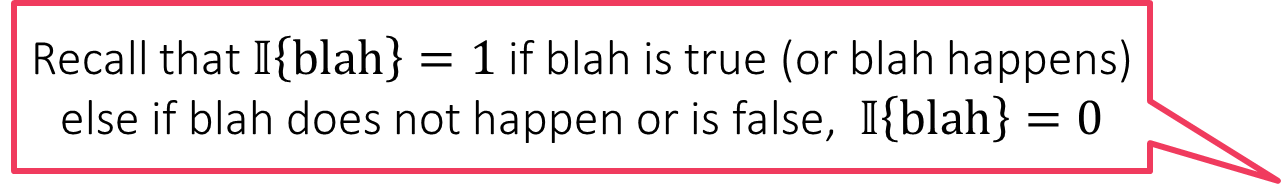 Recall that 𝕀{blah} = 1 if blah is true (or blah happens)
else if blah does not happen or is false, 𝕀{blah} = 0